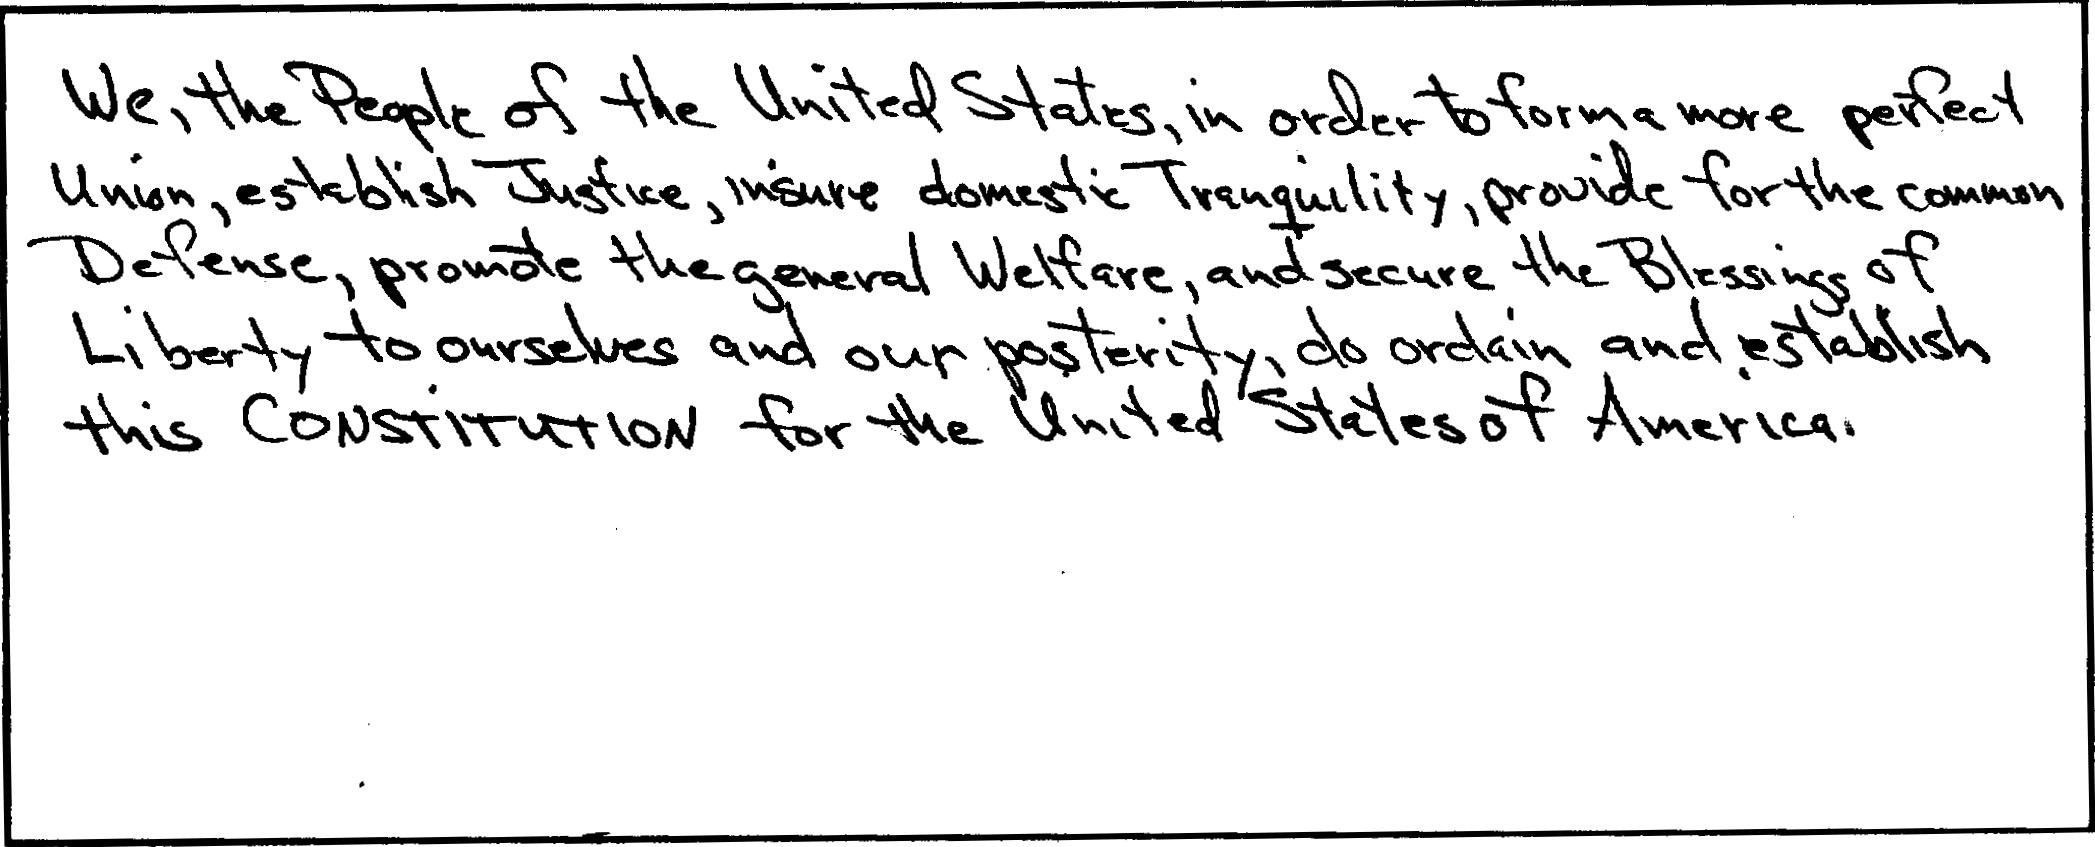 We, the People of the United States, in order to form a more perfect
Union, establish Justice, insure domestic Tranquility, provide for the common
Defense, promote the general Welfare, and secure the Blessings of
Liberty to ourselves and our posterity, do ordain and establish
this CONSTITUTION for the United States of America.